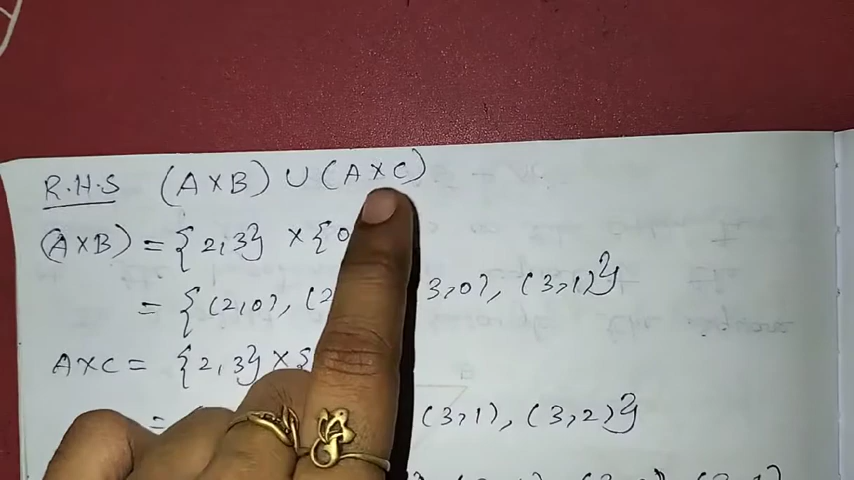 R.H.S (A×B) ∪ (A×C)
(A×B) = {2,3} × {0
= {(2,0), (2 3,0), (3,1)}
A×C = {2,3} × {
= (3,1), (3,2)}